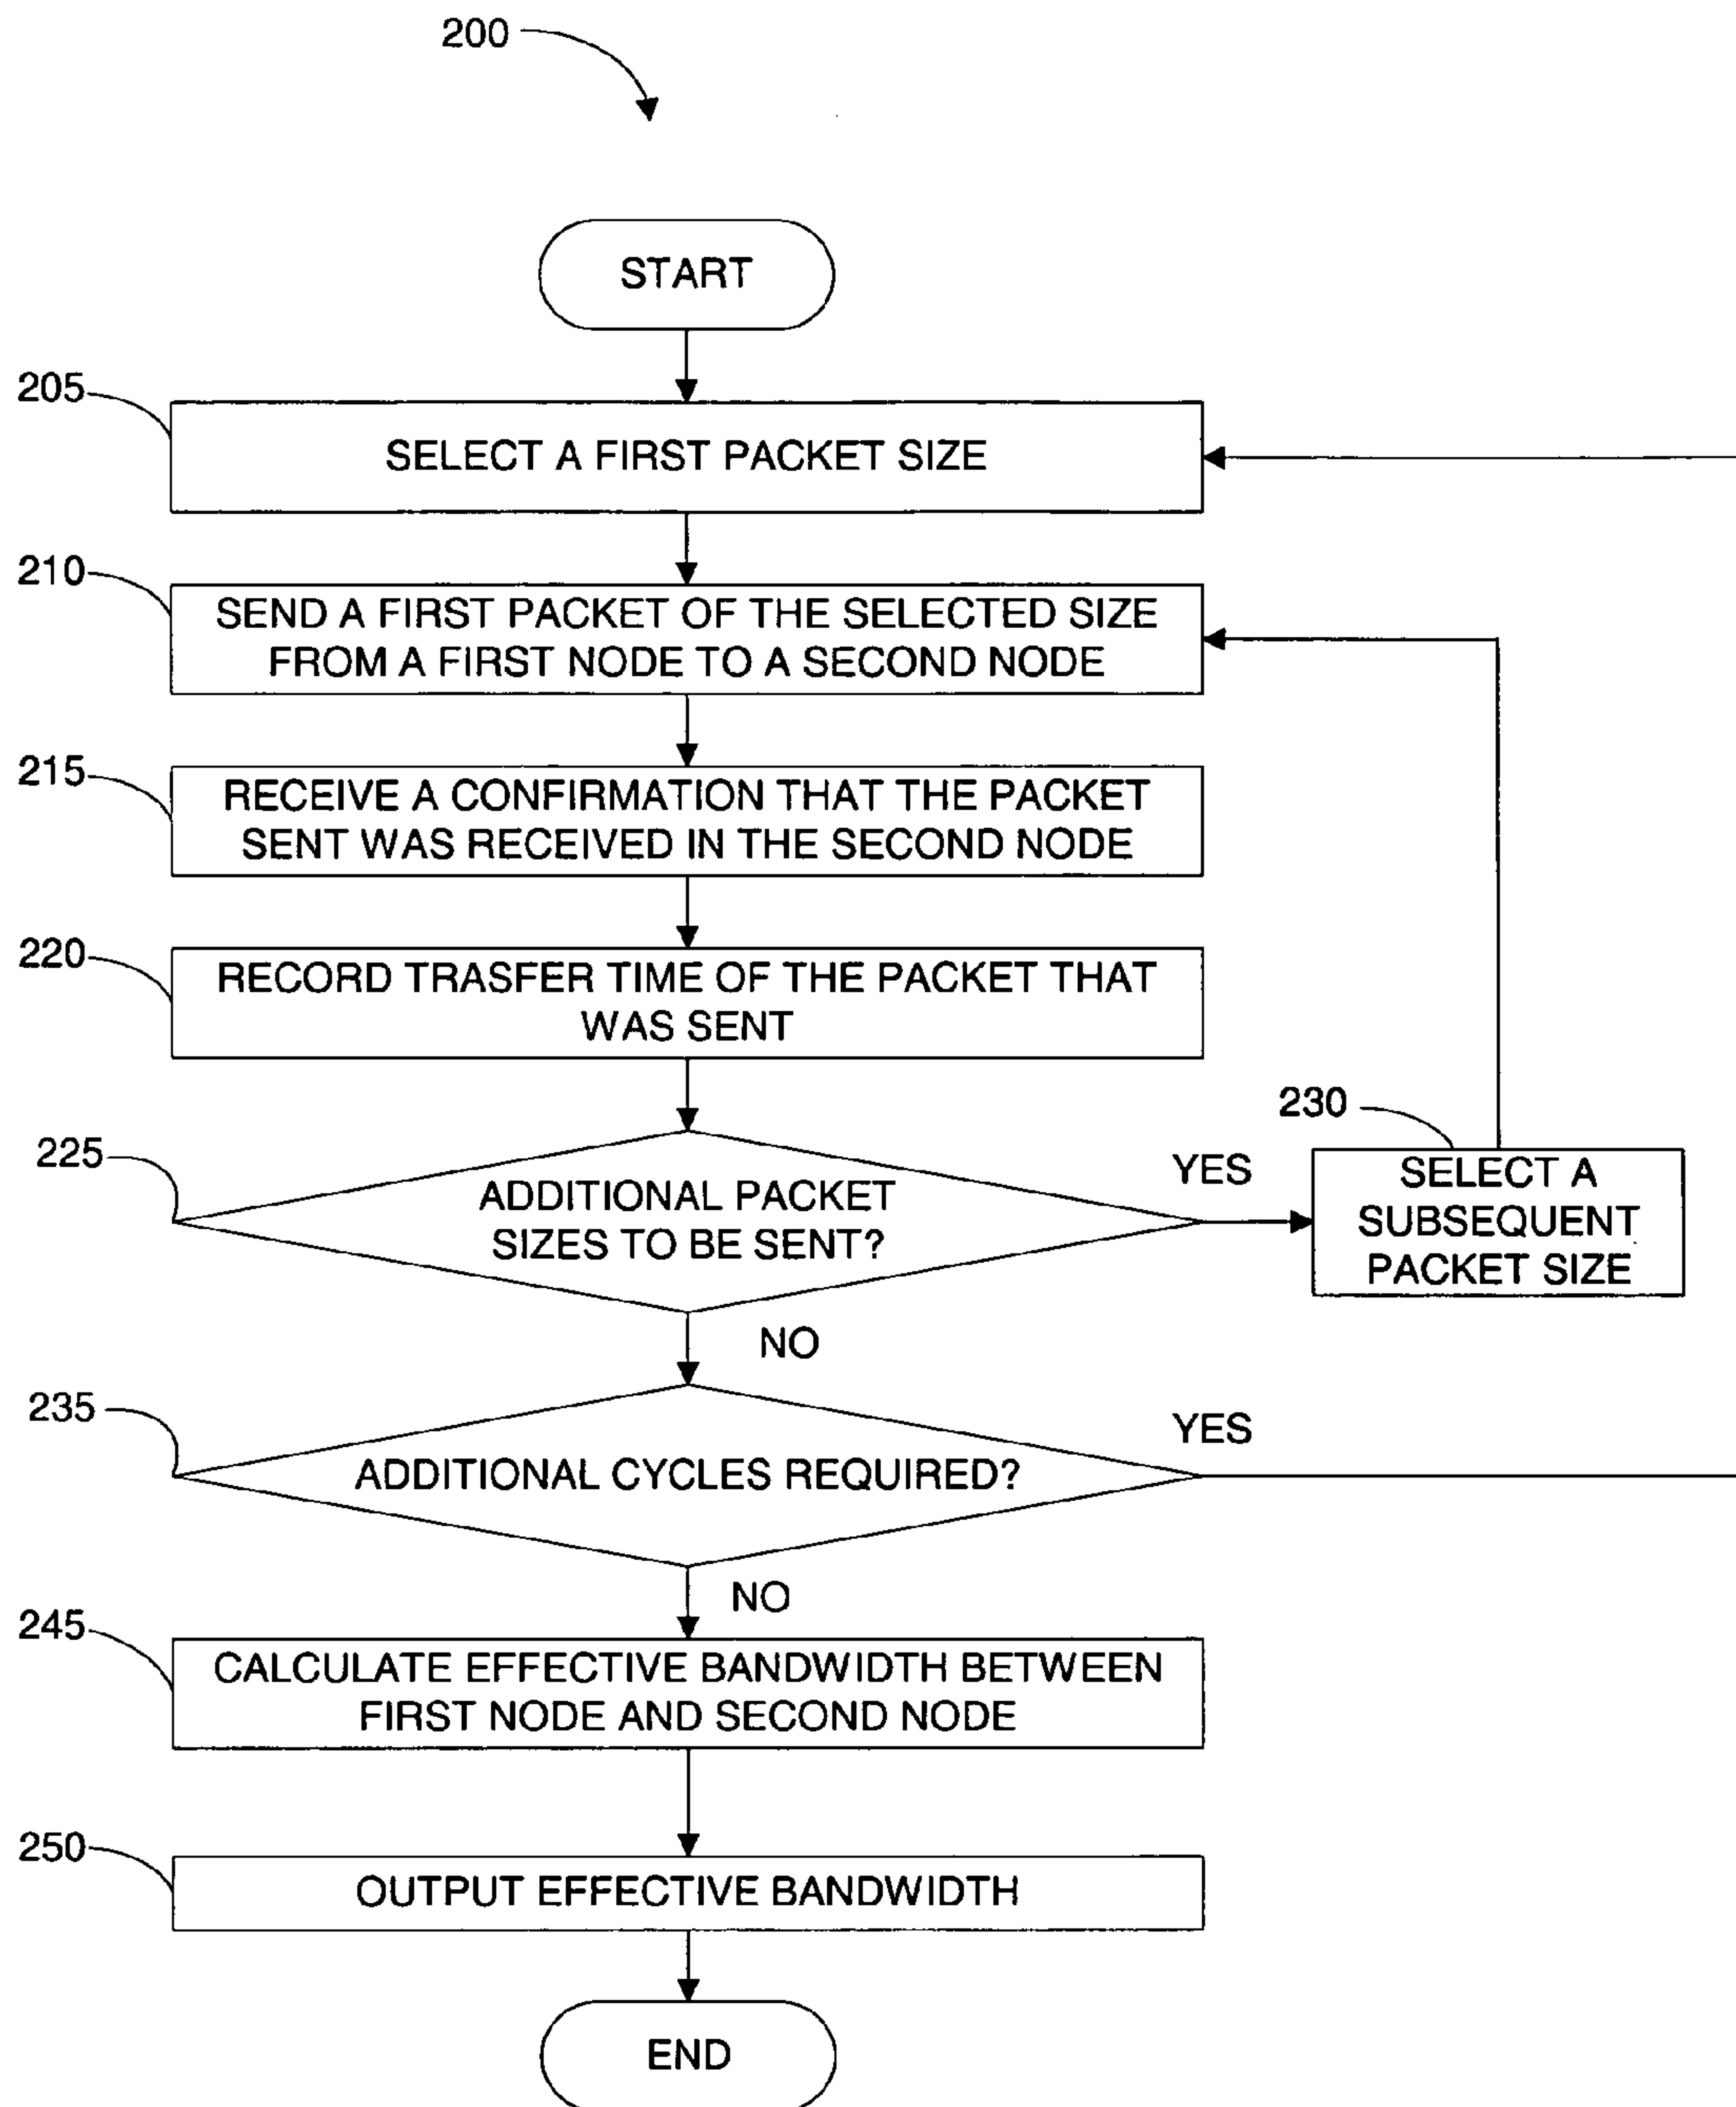 200
START
205
SELECT A FIRST PACKET SIZE
210
SEND A FIRST PACKET OF THE SELECTED SIZE
FROM A FIRST NODE TO A SECOND NODE
215
RECEIVE A CONFIRMATION THAT THE PACKET
SENT WAS RECEIVED IN THE SECOND NODE
220
RECORD TRASFER TIME OF THE PACKET THAT
WAS SENT
225
ADDITIONAL PACKET
SIZES TO BE SENT?
YES
230
SELECT A
SUBSEQUENT
PACKET SIZE
NO
235
ADDITIONAL CYCLES REQUIRED?
YES
NO
245
CALCULATE EFFECTIVE BANDWIDTH BETWEEN
FIRST NODE AND SECOND NODE
250
OUTPUT EFFECTIVE BANDWIDTH
END